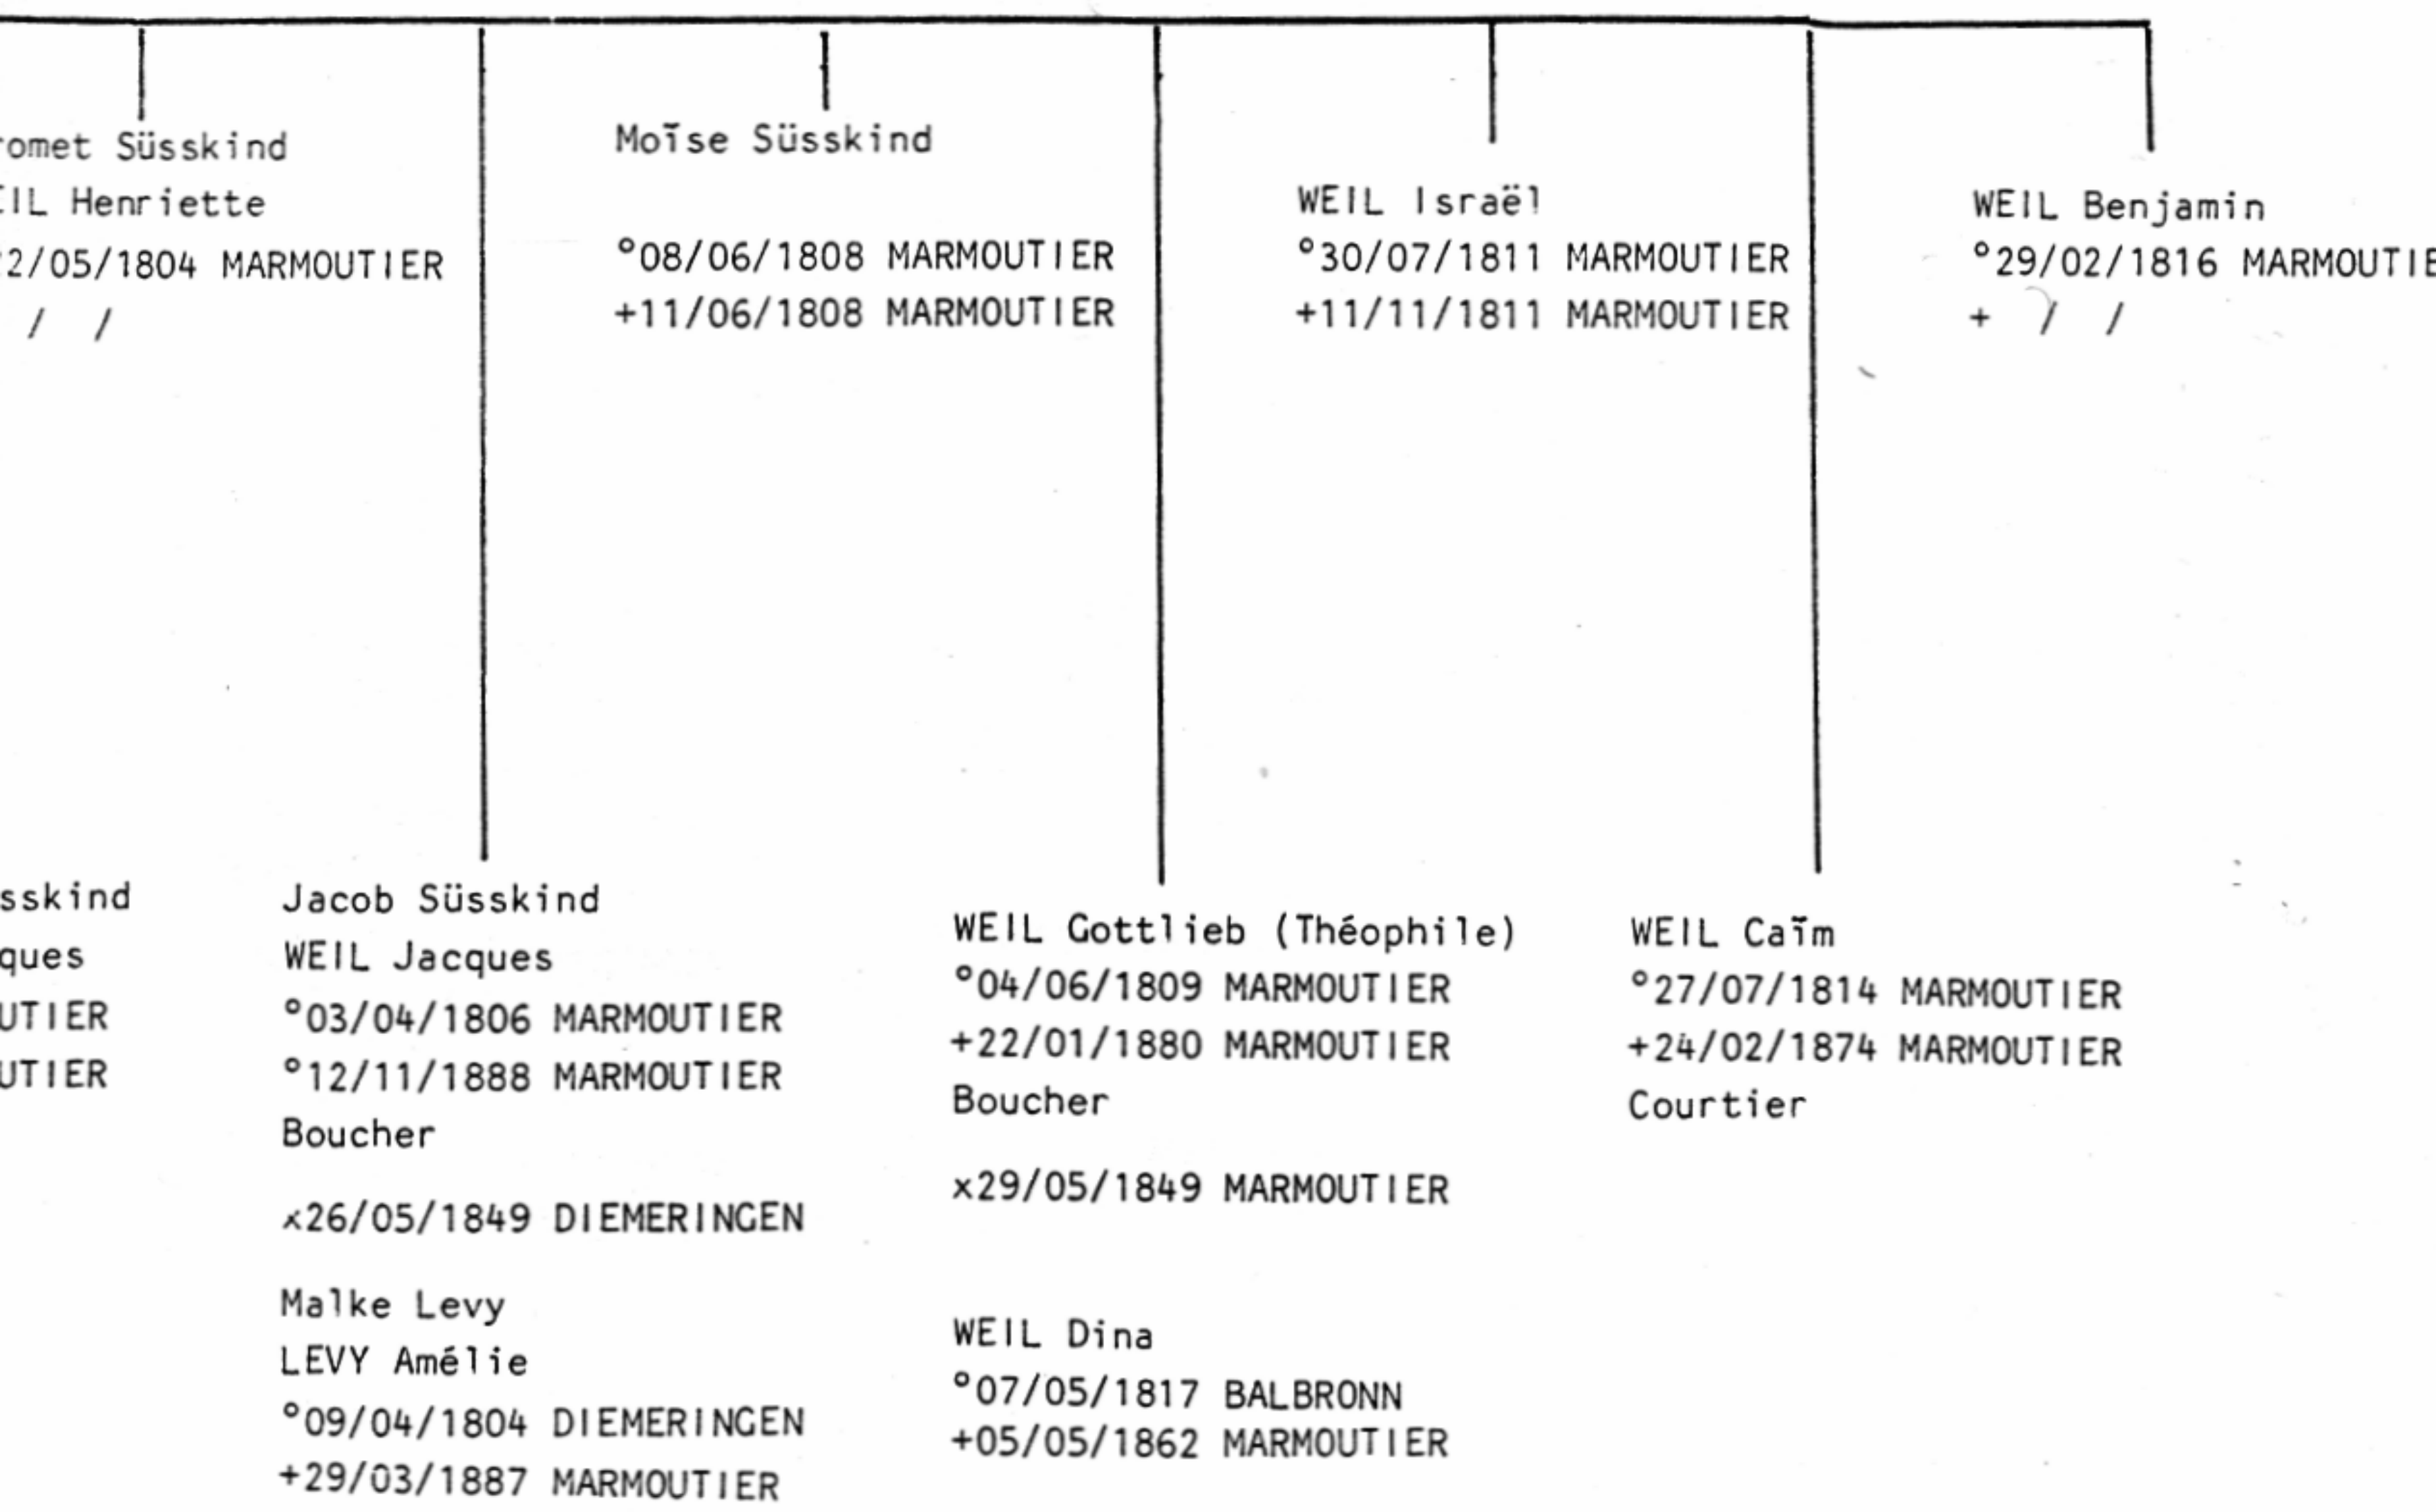 romet Süsskind
EIL Henriette
22/05/1804 MARMOUTIER
/ /
Moïse Süsskind
°08/06/1808 MARMOUTIER
+11/06/1808 MARMOUTIER
WEIL Israël
°30/07/1811 MARMOUTIER
+11/11/1811 MARMOUTIER
WEIL Benjamin
°29/02/1816 MARMOUTIE
+ / /
sskind
ques
UTIER
UTIER
Jacob Süsskind
WEIL Jacques
°03/04/1806 MARMOUTIER
°12/11/1888 MARMOUTIER
Boucher
x26/05/1849 DIEMERINGEN
Malke Levy
LEVY Amélie
°09/04/1804 DIEMERINGEN
+29/03/1887 MARMOUTIER
WEIL Gottlieb (Théophile)
°04/06/1809 MARMOUTIER
+22/01/1880 MARMOUTIER
Boucher
x29/05/1849 MARMOUTIER
WEIL Dina
°07/05/1817 BALBRONN
+05/05/1862 MARMOUTIER
WEIL Caïm
°27/07/1814 MARMOUTIER
+24/02/1874 MARMOUTIER
Courtier